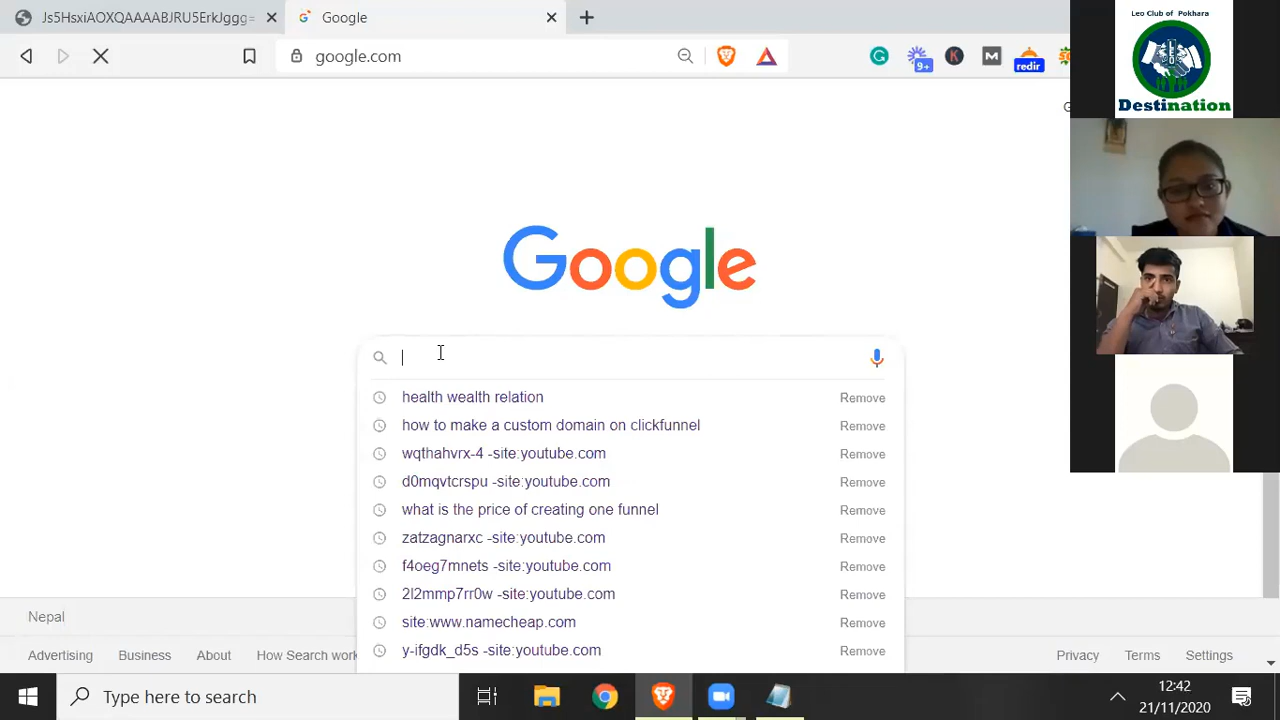 Js5HsxiAOXQAAAABJRU5ErkJggg=
Google
google.com
9+
K
M
redir
Leo Club of Pokhara
LEO
Destination
Google
health wealth relation Remove
how to make a custom domain on clickfunnel Remove
wqthahvrx-4 -site:youtube.com Remove
d0mqvtcrspu -site:youtube.com Remove
what is the price of creating one funnel Remove
zatzagnarxc -site:youtube.com Remove
f4oeg7mnets -site:youtube.com Remove
2l2mmp7rr0w -site:youtube.com Remove
site:www.namecheap.com Remove
y-ifgdk_d5s -site:youtube.com Remove
Nepal
Advertising Business About How Search work Privacy Terms Settings
Type here to search
12:42
21/11/2020